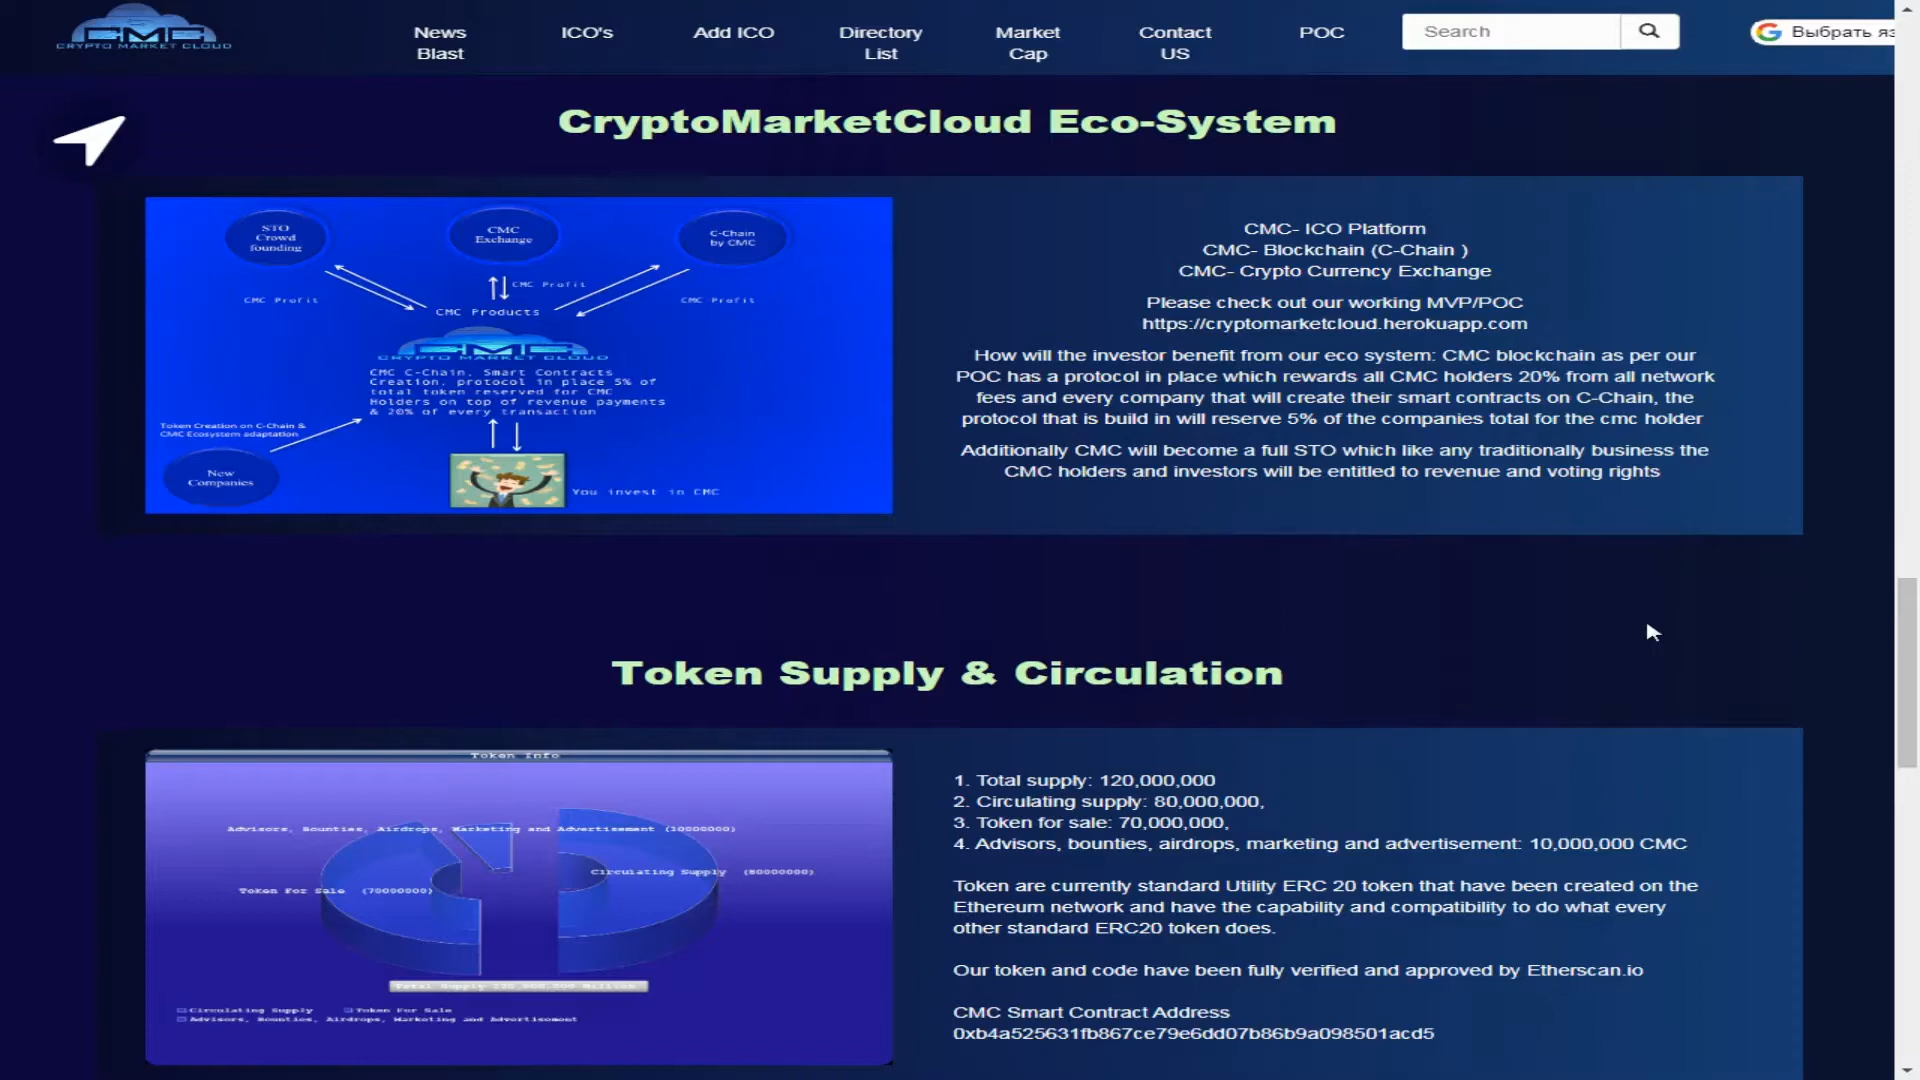 CMC
CRYPTO MARKET CLOUD
News
Blast
ICO's
Add ICO
Directory
List
Market
Cap
Contact
US
POC
Search
Выбрать яз
CryptoMarketCloud Eco-System
STO
Crowd
founding
CMC
Exchange
C-Chain
by CMC
CMC Profit
CMC Profit
CMC Profit
CMC Products
CMC
CRYPTO MARKET CLOUD
CMC C-Chain, Smart Contracts
Creation, protocol in place 5% of
total token reserved for CMC
Holders on top of revenue payments
& 20% of every transaction
Token Creation on C-Chain &
CMC Ecosystem adaptation
New
Companies
You invest in CMC
CMC- ICO Platform
CMC- Blockchain (C-Chain )
CMC- Crypto Currency Exchange
Please check out our working MVP/POC
https://cryptomarketcloud.herokuapp.com
How will the investor benefit from our eco system: CMC blockchain as per our
POC has a protocol in place which rewards all CMC holders 20% from all network
fees and every company that will create their smart contracts on C-Chain, the
protocol that is build in will reserve 5% of the companies total for the cmc holder
Additionally CMC will become a full STO which like any traditionally business the
CMC holders and investors will be entitled to revenue and voting rights
Token Supply & Circulation
Token Info
Advisors, Bounties, Airdrops, Marketing and Advertisement (10000000)
Circulating Supply (80000000)
Token For Sale (70000000)
Total Supply
Circulating Supply
Token For Sale
Advisors, Bounties, Airdrops, Marketing and Advertisement
1. Total supply: 120,000,000
2. Circulating supply: 80,000,000,
3. Token for sale: 70,000,000,
4. Advisors, bounties, airdrops, marketing and advertisement: 10,000,000 CMC
Token are currently standard Utility ERC 20 token that have been created on the
Ethereum network and have the capability and compatibility to do what every
other standard ERC20 token does.
Our token and code have been fully verified and approved by Etherscan.io
CMC Smart Contract Address
0xb4a525631fb867ce79e6dd07b86b9a098501acd5